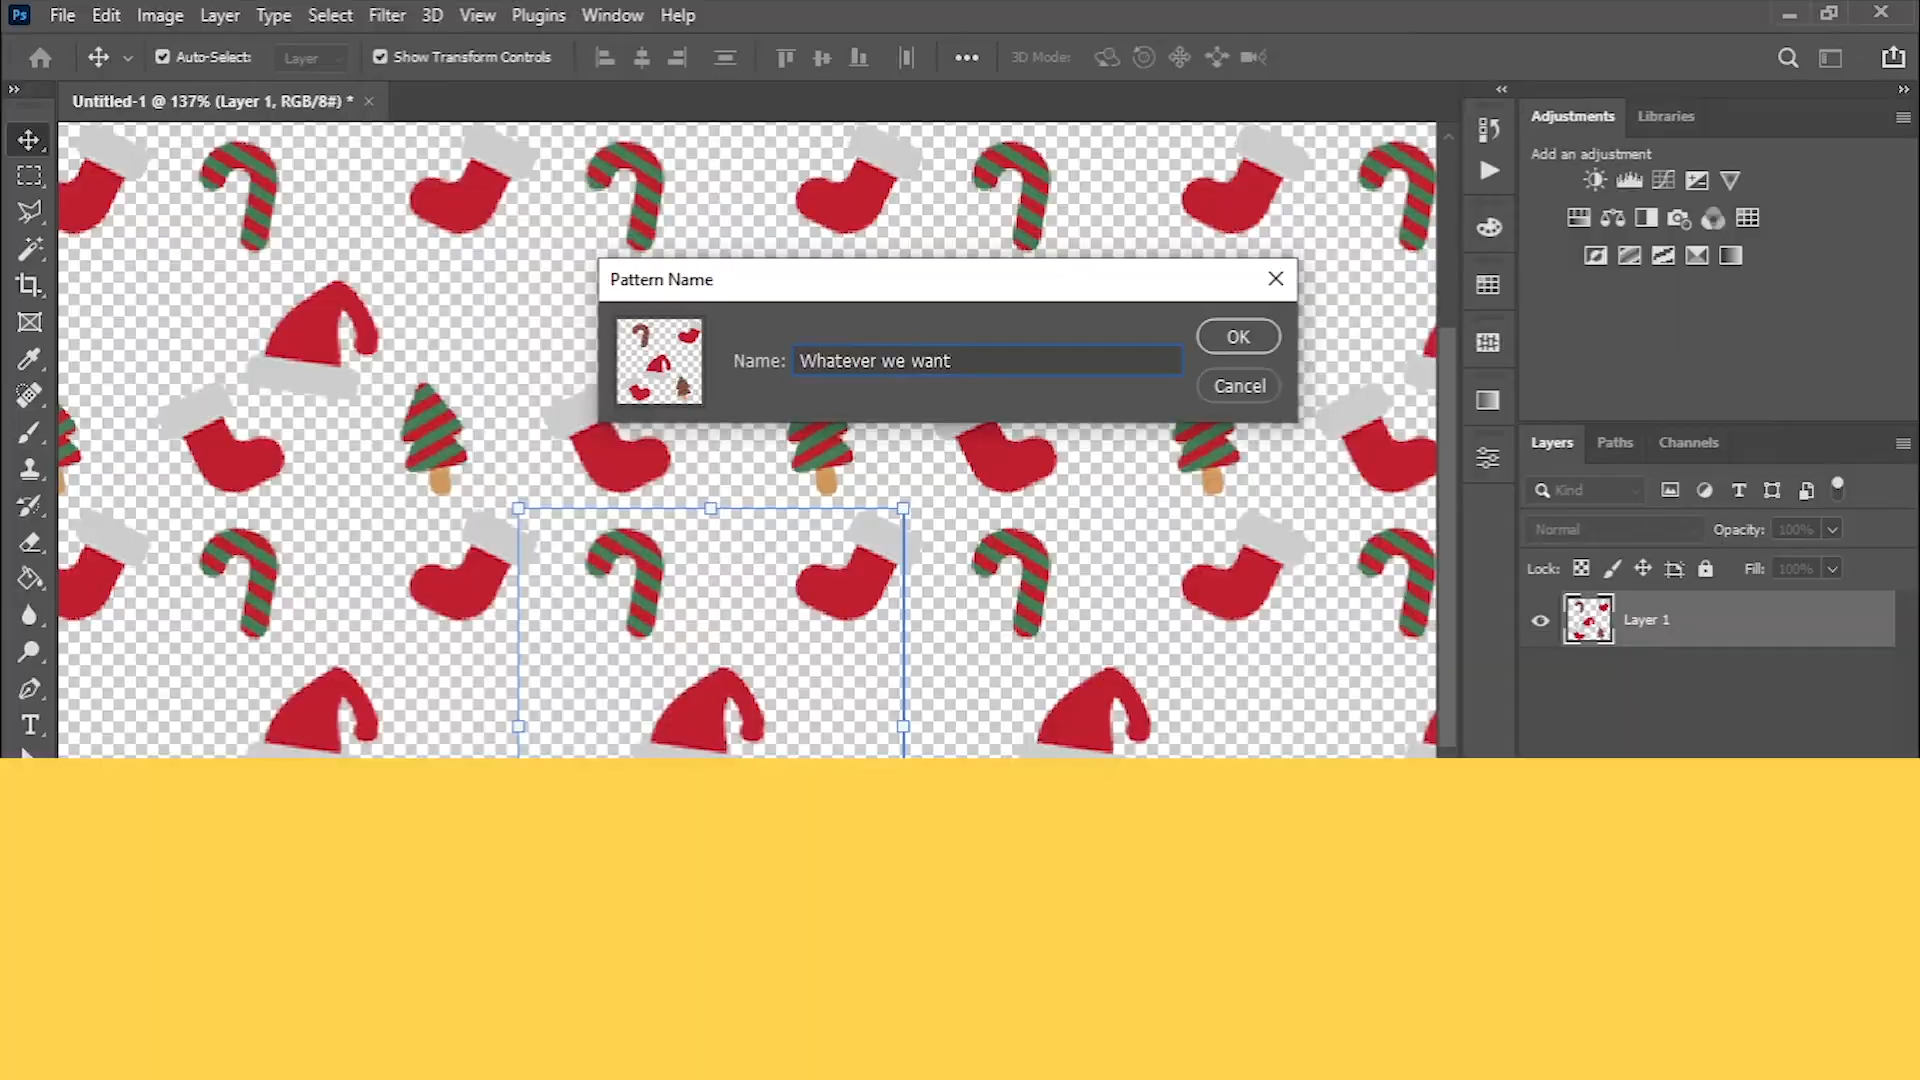 Ps File Edit Image Layer Type Select Filter 3D View Plugins Window Help
Auto-Select: Layer Show Transform Controls 3D Mode:
Untitled-1 @ 137% (Layer 1, RGB/8#) *
Adjustments Libraries
Add an adjustment
Pattern Name
Name: Whatever we want
OK
Cancel
Layers Paths Channels
Kind
Normal Opacity: 100%
Lock: Fill: 100%
Layer 1